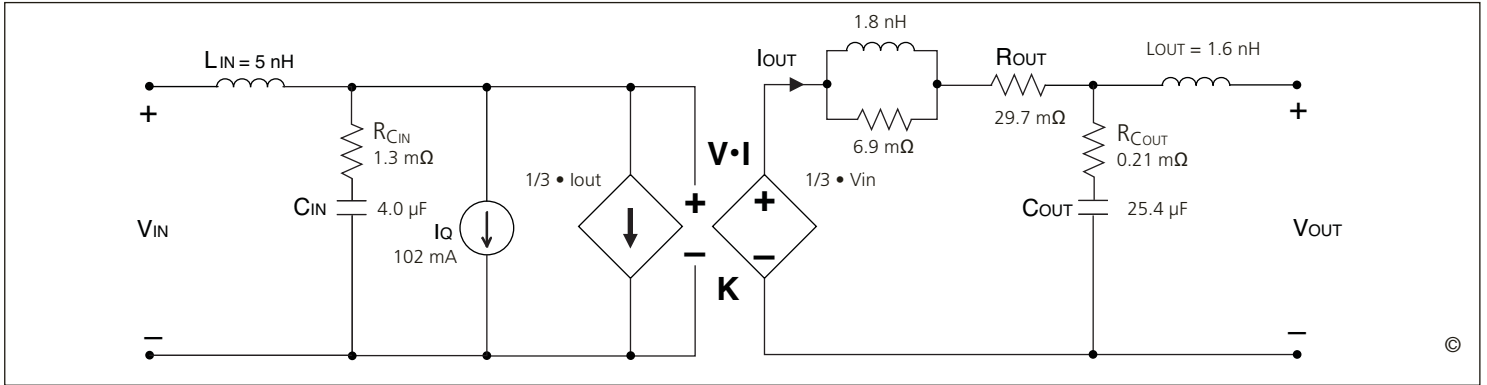 LIN = 5 nH
+
VIN
−
RCIN
1.3 mΩ
CIN
4.0 µF
IQ
102 mA
1/3 • Iout
+
−
V•I
K
1/3 • Vin
+
−
IOUT
1.8 nH
6.9 mΩ
ROUT
29.7 mΩ
RCOUT
0.21 mΩ
COUT
25.4 µF
LOUT = 1.6 nH
+
VOUT
−
©